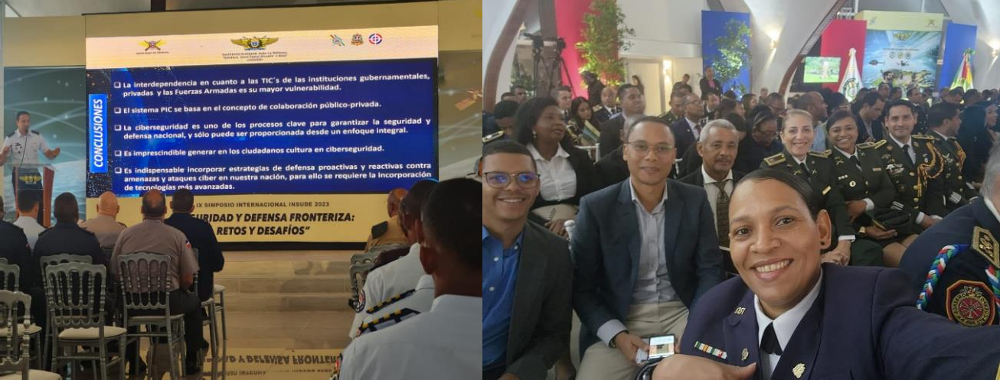 INSTITUTO SUPERIOR PARA LA DEFENSA
CONCLUSIONES
❑ La interdependencia en cuanto a las TIC´s de las instituciones gubernamentales,
privadas y las Fuerzas Armadas es su mayor vulnerabilidad.
❑ El sistema PIC se basa en el concepto de colaboración público-privada.
❑ La ciberseguridad es uno de los procesos clave para garantizar la seguridad y
defensa nacional, y sólo puede ser proporcionada desde un enfoque integral.
❑ Es imprescindible generar en los ciudadanos cultura en ciberseguridad.
❑ Es indispensable incorporar estrategias de defensa proactivas y reactivas contra
amenazas y ataques ciber en nuestra nación, para ello se requiere la incorporación
de tecnologías más avanzadas.
IX SIMPOSIO INTERNACIONAL INSUDE 2023
URIDAD Y DEFENSA FRONTERIZA:
RETOS Y DESAFÍOS"